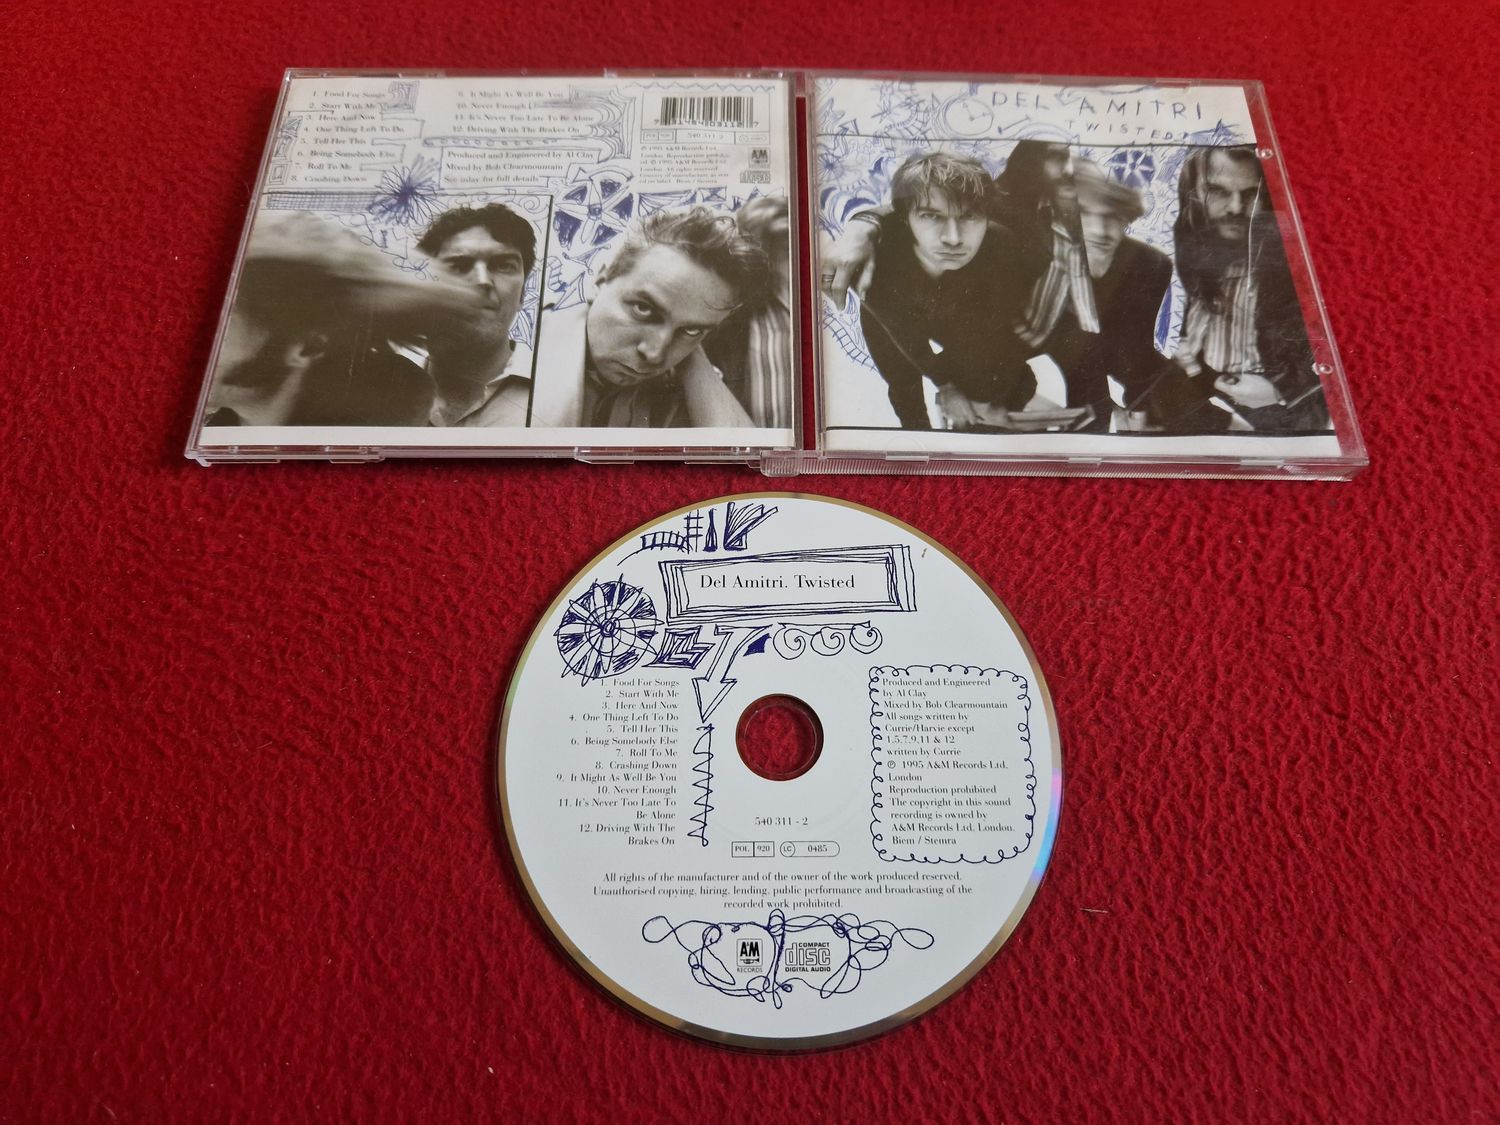 1. Food For Songs
2. Start With Me
3. Here And Now
4. One Thing Left To Do
5. Tell Her This
6. Being Somebody Else
7. Roll To Me
8. Crashing Down
9. It Might As Well Be You
10. Never Enough
11. It's Never Too Late To Be Alone
12. Driving With The Brakes On
Produced and Engineered by Al Clay
Mixed by Bob Clearmountain
See inlay for full details
540 311-2
℗ 1995 A&M Records Ltd.
DEL AMITRI
TWISTED
Del Amitri. Twisted
1. Food For Songs
2. Start With Me
3. Here And Now
4. One Thing Left To Do
5. Tell Her This
6. Being Somebody Else
7. Roll To Me
8. Crashing Down
9. It Might As Well Be You
10. Never Enough
11. It's Never Too Late To
Be Alone
12. Driving With The
Brakes On
Produced and Engineered
by Al Clay
Mixed by Bob Clearmountain
All songs written by
Currie/Harvie except
1,5,7,9,11 & 12
written by Currie
℗ 1995 A&M Records Ltd.
London
Reproduction prohibited
The copyright in this sound
recording is owned by
A&M Records Ltd. London.
Biem / Stemra
540 311 - 2
POL 920 LC 0485
All rights of the manufacturer and of the owner of the work produced reserved.
Unauthorised copying, hiring, lending, public performance and broadcasting of the
recorded work prohibited.
A&M
RECORDS
COMPACT
disc
DIGITAL AUDIO